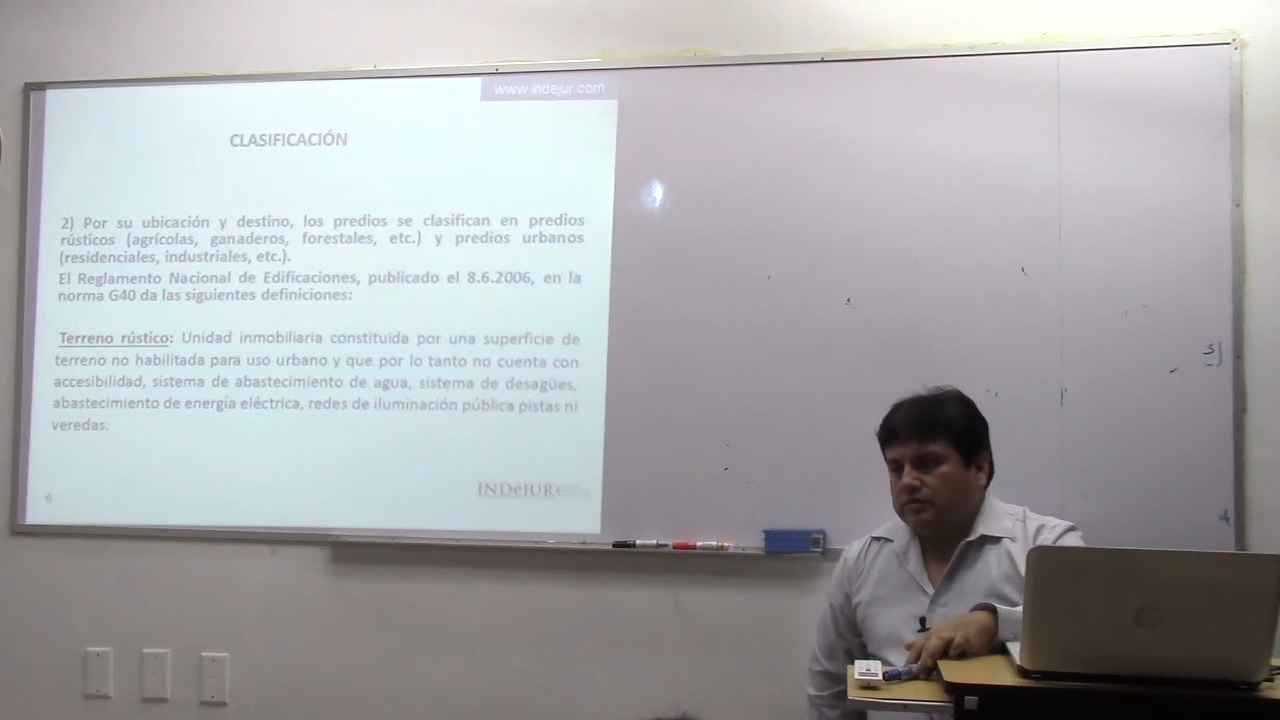 www.indejur.com
CLASIFICACIÓN
2) Por su ubicación y destino, los predios se clasifican en predios
rústicos (agrícolas, ganaderos, forestales, etc.) y predios urbanos
(residenciales, industriales, etc.).
El Reglamento Nacional de Edificaciones, publicado el 8.6.2006, en la
norma G40 da las siguientes definiciones:
Terreno rústico: Unidad inmobiliaria constituida por una superficie de
terreno no habilitada para uso urbano y que por lo tanto no cuenta con
accesibilidad, sistema de abastecimiento de agua, sistema de desagües,
abastecimiento de energía eléctrica, redes de iluminación pública pistas ni
veredas.
6
INDeJUR